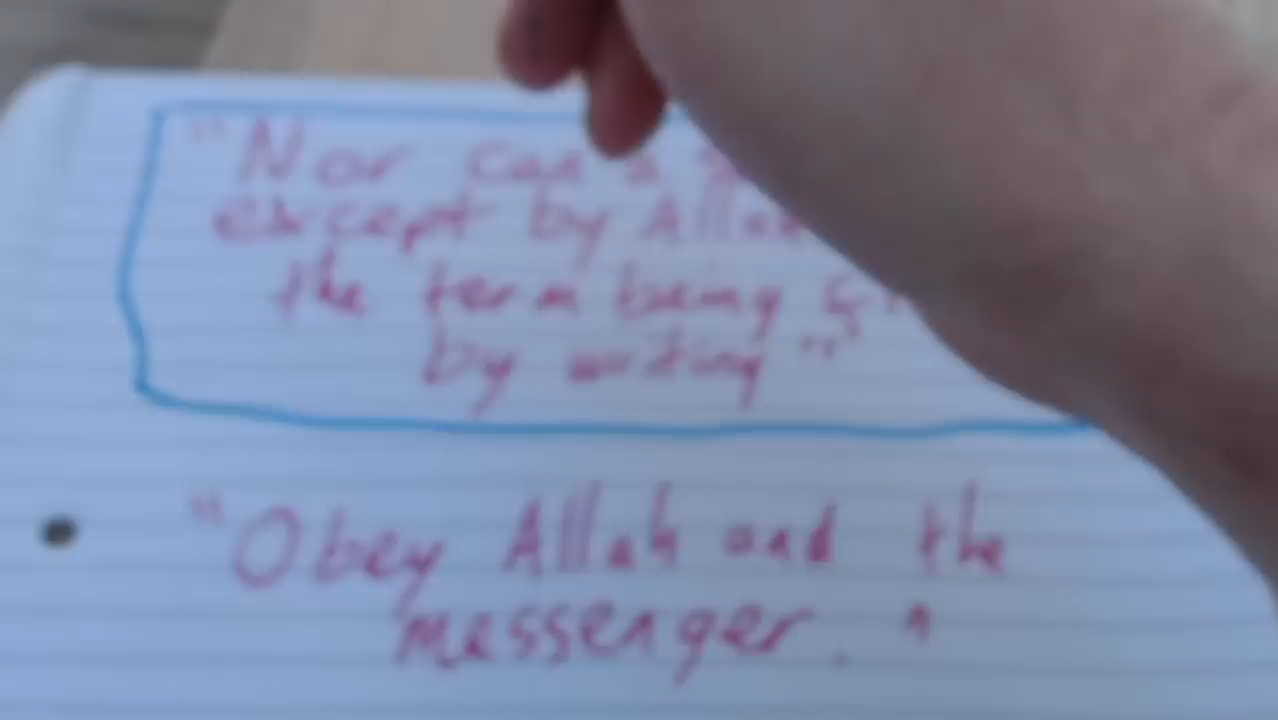 "Nor can a
except by Allah
the term being
by writing"
"Obey Allah and the
messenger."